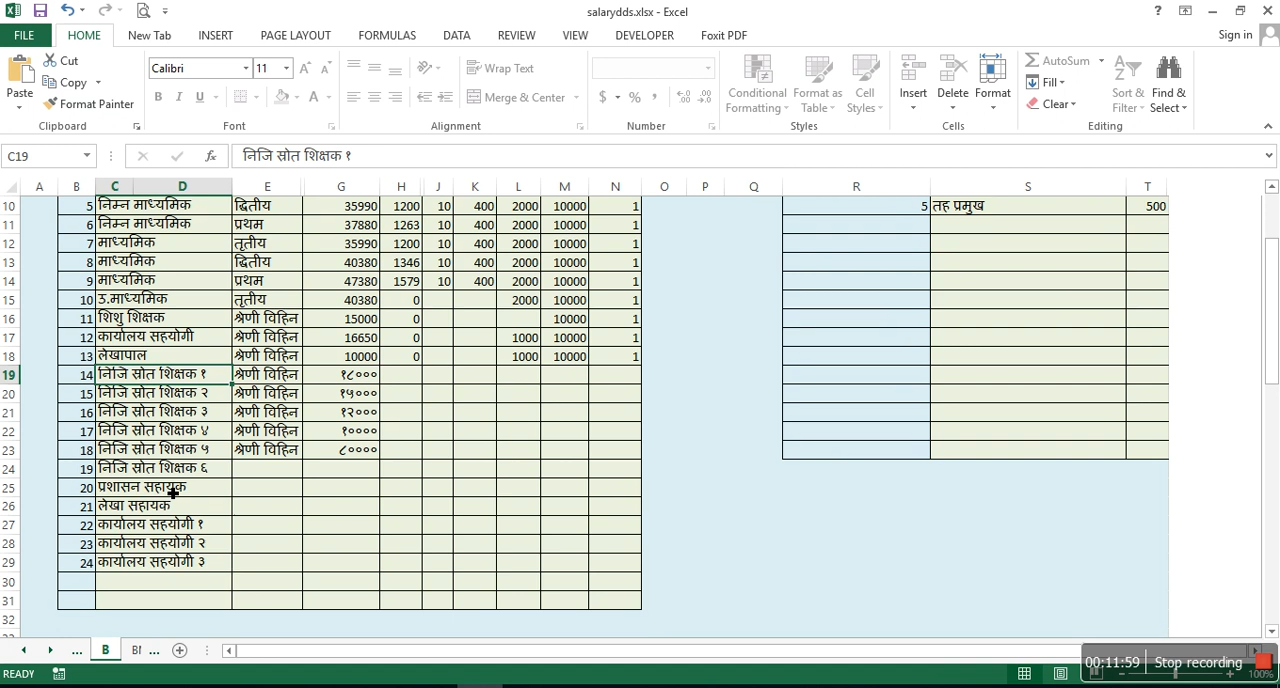 salarydds.xlsx - Excel
?
FILE HOME New Tab INSERT PAGE LAYOUT FORMULAS DATA REVIEW VIEW DEVELOPER Foxit PDF Sign in
Paste Cut Copy Format Painter
Calibri 11
B I U A
Wrap Text
Merge & Center
$ % ,
Conditional Formatting Format as Table Cell Styles
Insert Delete Format
AutoSum Fill Clear
Sort & Filter Find & Select
Clipboard Font Alignment Number Styles Cells Editing
C19 fx निजि स्रोत शिक्षक १
A B C D E G H J K L M N O P Q R S T
10 5 निम्न माध्यमिक द्वितीय 35990 1200 10 400 2000 10000 1 5 तह प्रमुख 500
11 6 निम्न माध्यमिक प्रथम 37880 1263 10 400 2000 10000 1
12 7 माध्यमिक तृतीय 35990 1200 10 400 2000 10000 1
13 8 माध्यमिक द्वितीय 40380 1346 10 400 2000 10000 1
14 9 माध्यमिक प्रथम 47380 1579 10 400 2000 10000 1
15 10 उ.माध्यमिक तृतीय 40380 0 2000 10000 1
16 11 शिशु शिक्षक श्रेणी विहिन 15000 0 10000 1
17 12 कार्यालय सहयोगी श्रेणी विहिन 16650 0 1000 10000 1
18 13 लेखापाल श्रेणी विहिन 10000 0 1000 10000 1
19 14 निजि स्रोत शिक्षक १ श्रेणी विहिन १८०००
20 15 निजि स्रोत शिक्षक २ श्रेणी विहिन १५०००
21 16 निजि स्रोत शिक्षक ३ श्रेणी विहिन १२०००
22 17 निजि स्रोत शिक्षक ४ श्रेणी विहिन १००००
23 18 निजि स्रोत शिक्षक ५ श्रेणी विहिन ८००००
24 19 निजि स्रोत शिक्षक ६
25 20 प्रशासन सहायक
26 21 लेखा सहायक
27 22 कार्यालय सहयोगी १
28 23 कार्यालय सहयोगी २
29 24 कार्यालय सहयोगी ३
30
31
32
... B ...
00:11:59 Stop recording
READY 100%